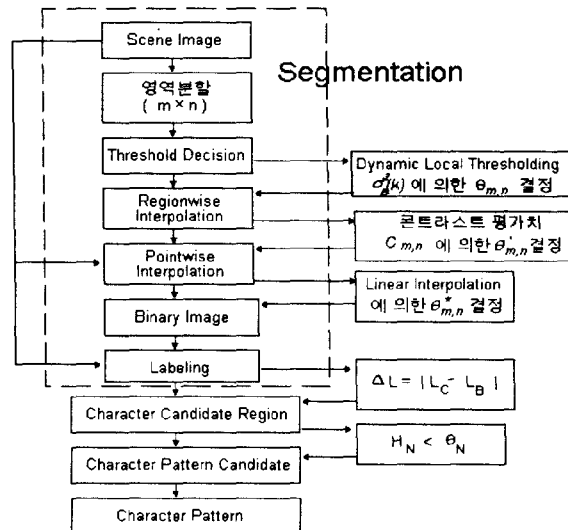 Scene Image
Segmentation
영역분할
( m × n )
Threshold Decision
Dynamic Local Thresholding
(k) 에 의한 θm,n 결정
Regionwise Interpolation
콘트라스트 평가치
Cm,n 에 의한 θ'm,n 결정
Pointwise Interpolation
Linear Interpolation
에 의한 θ*m,n 결정
Binary Image
Labeling
ΔL = | LC - LB |
Character Candidate Region
HN < θN
Character Pattern Candidate
Character Pattern